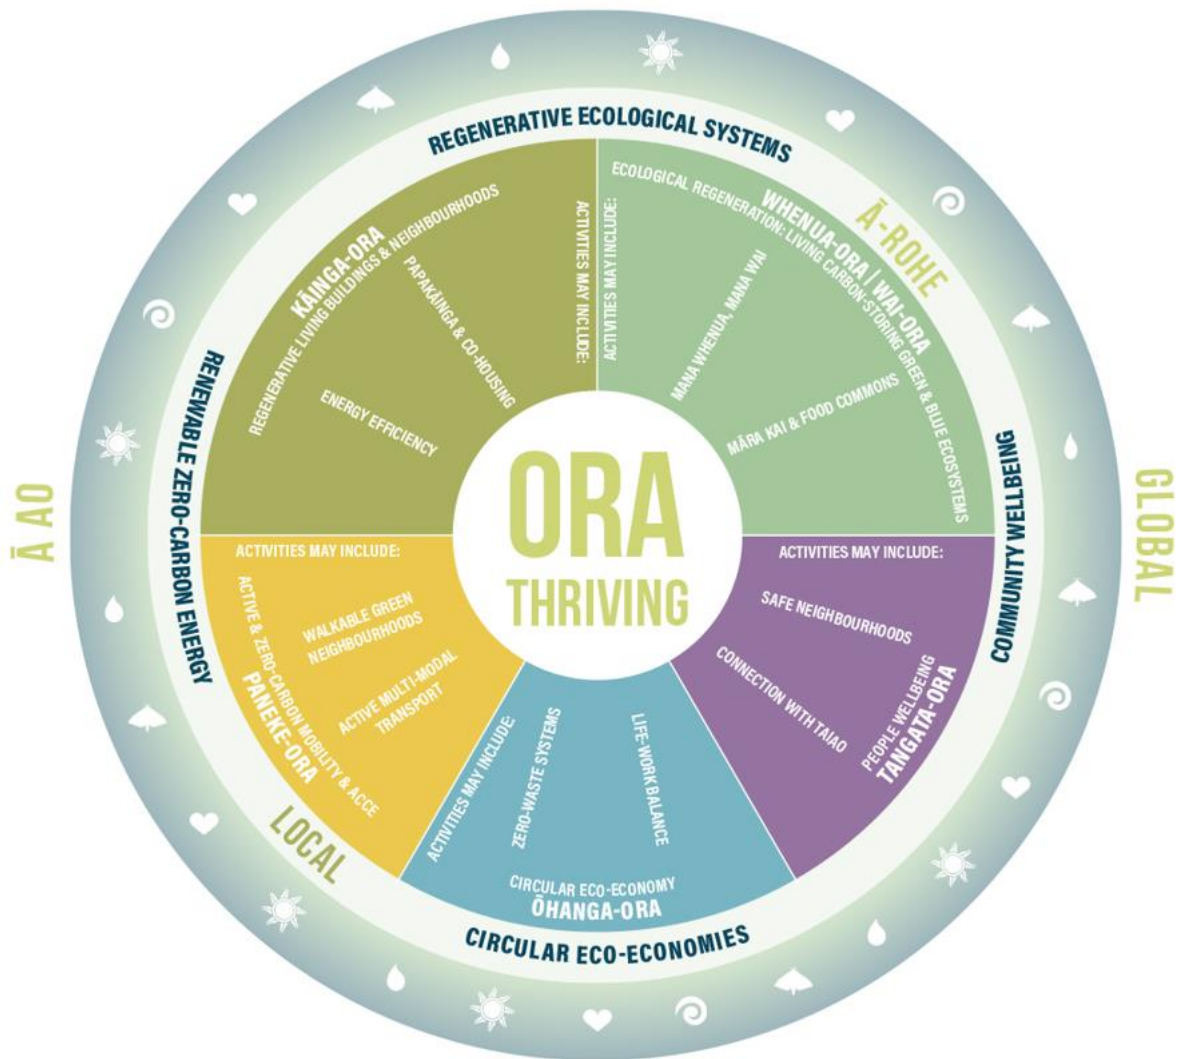 REGENERATIVE ECOLOGICAL SYSTEMS
Ā-ROHE
COMMUNITY WELLBEING
GLOBAL
CIRCULAR ECO-ECONOMIES
LOCAL
RENEWABLE ZERO-CARBON ENERGY
Ā AO
ORA
THRIVING
KĀINGA-ORA
REGENERATIVE LIVING BUILDINGS & NEIGHBOURHOODS
ACTIVITIES MAY INCLUDE:
PAPAKĀINGA & CO-HOUSING
ENERGY EFFICIENCY
WHENUA-ORA | WAI-ORA
ECOLOGICAL REGENERATION: LIVING CARBON-STORING GREEN & BLUE ECOSYSTEMS
ACTIVITIES MAY INCLUDE:
MANA WHENUA, MANA WAI
MĀRA KAI & FOOD COMMONS
ACTIVITIES MAY INCLUDE:
SAFE NEIGHBOURHOODS
CONNECTION WITH TAIAO
PEOPLE WELLBEING
TANGATA-ORA
ACTIVITIES MAY INCLUDE:
ZERO-WASTE SYSTEMS
LIFE-WORK BALANCE
CIRCULAR ECO-ECONOMY
ŌHANGA-ORA
ACTIVITIES MAY INCLUDE:
WALKABLE GREEN
NEIGHBOURHOODS
ACTIVE MULTI-MODAL
TRANSPORT
ACTIVE & ZERO-CARBON MOBILITY & ACCE
PANEKE-ORA